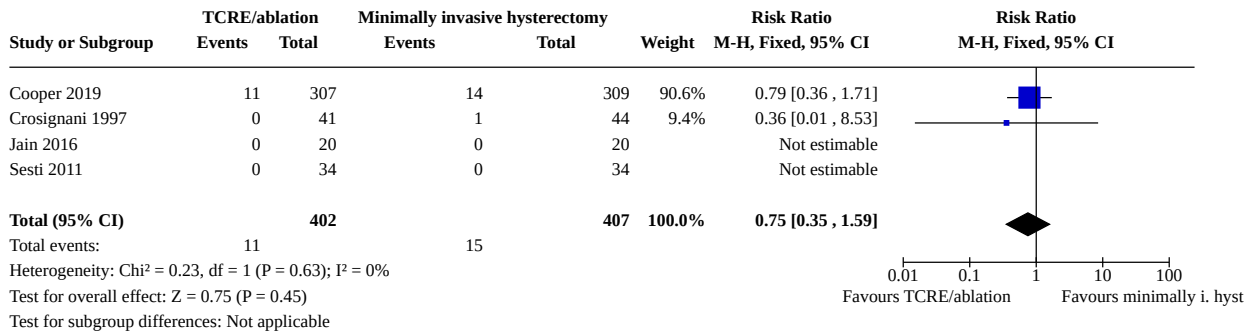 TCRE/ablation Minimally invasive hysterectomy Risk Ratio Risk Ratio
Study or Subgroup Events Total Events Total Weight M-H, Fixed, 95% CI M-H, Fixed, 95% CI
Cooper 2019 11 307 14 309 90.6% 0.79 [0.36 , 1.71]
Crosignani 1997 0 41 1 44 9.4% 0.36 [0.01 , 8.53]
Jain 2016 0 20 0 20 Not estimable
Sesti 2011 0 34 0 34 Not estimable
Total (95% CI) 402 407 100.0% 0.75 [0.35 , 1.59]
Total events: 11 15
Heterogeneity: Chi² = 0.23, df = 1 (P = 0.63); I² = 0%
0.01 0.1 1 10 100
Test for overall effect: Z = 0.75 (P = 0.45)
Favours TCRE/ablation Favours minimally i. hyst
Test for subgroup differences: Not applicable